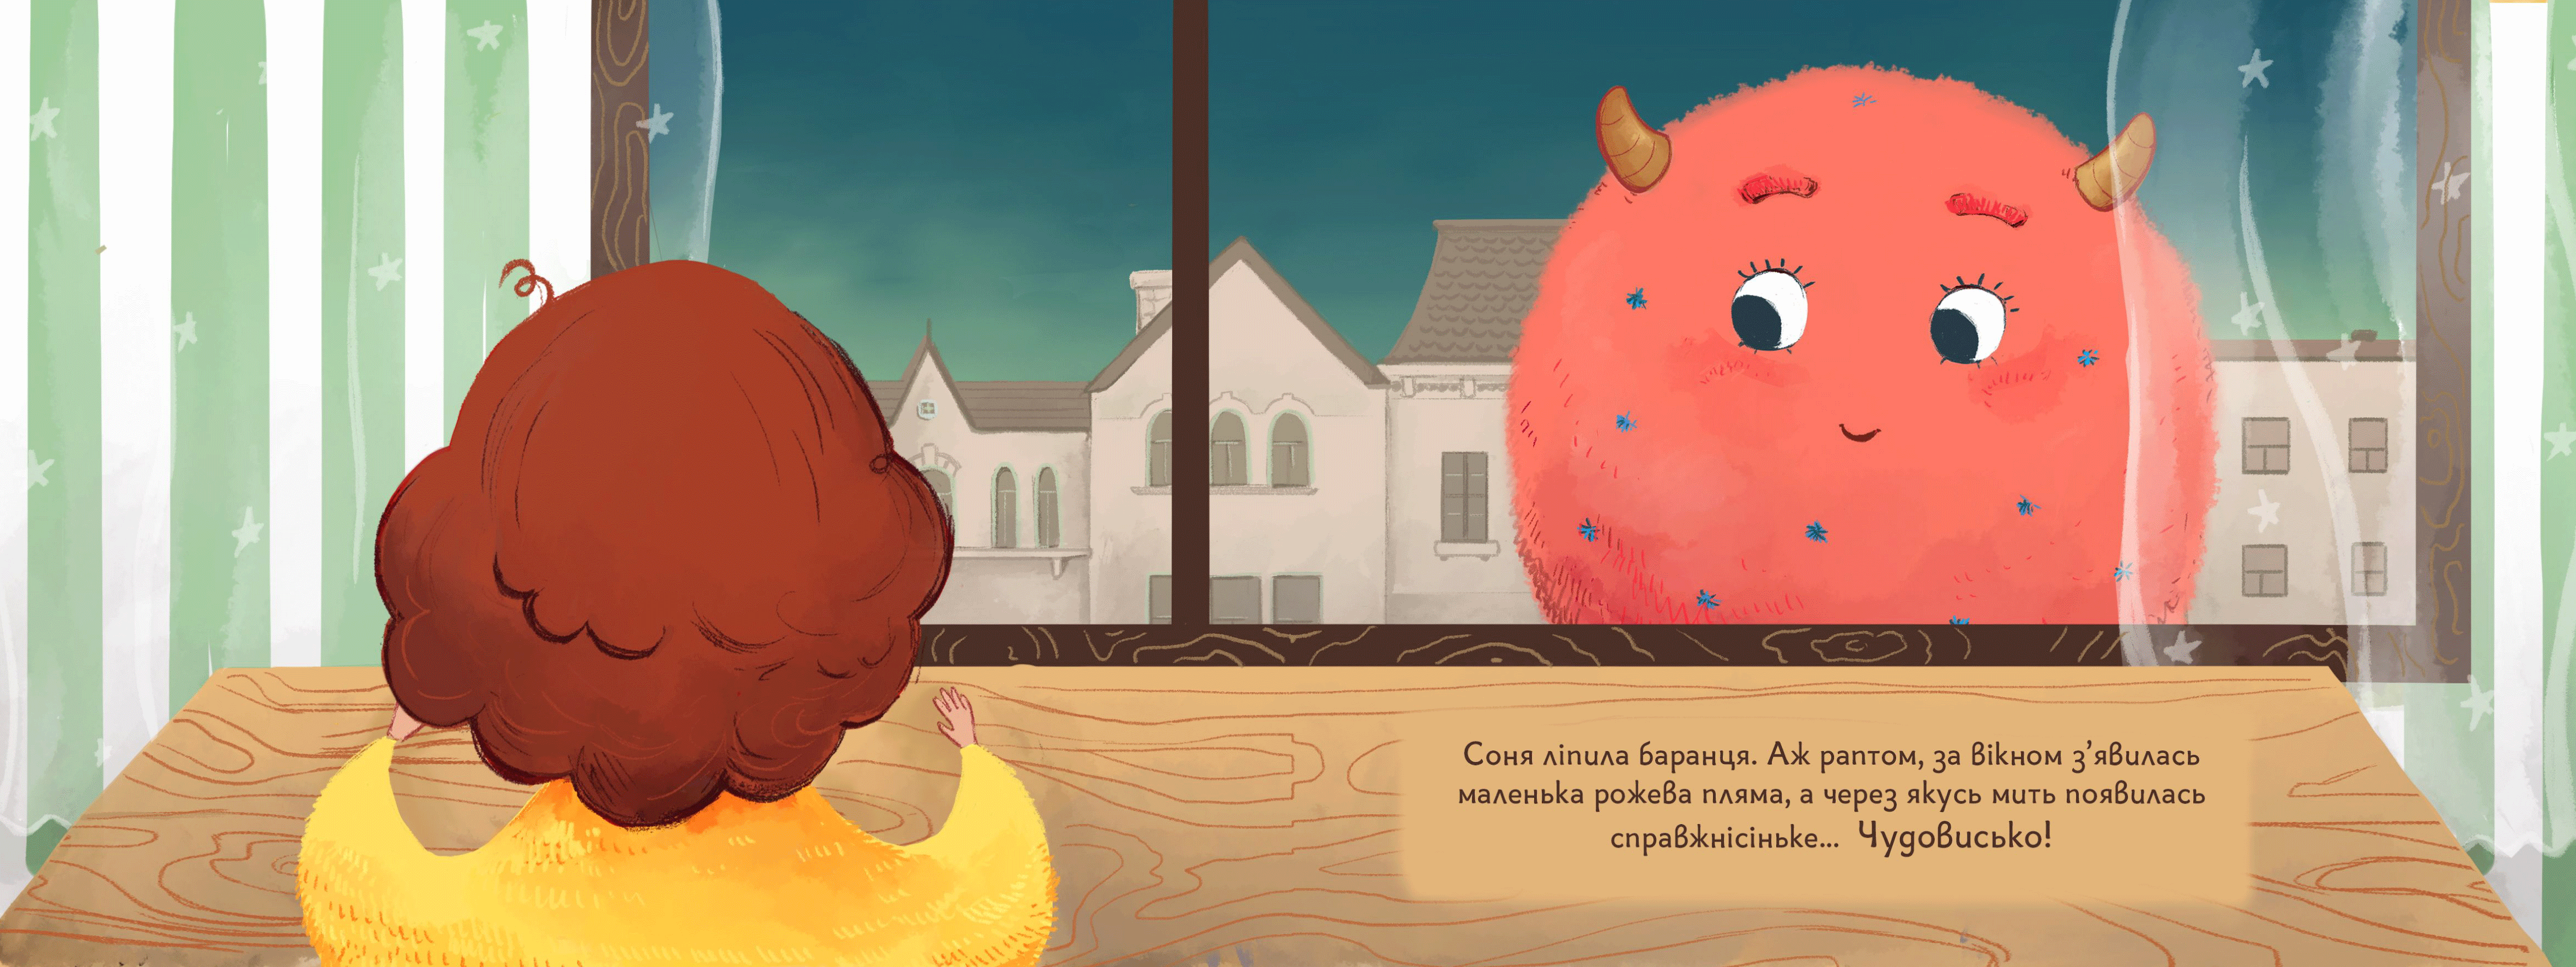 Соня ліпила баранця. Аж раптом, за вікном з’явилась
маленька рожева пляма, а через якусь мить появилась
справжнісіньке... Чудовисько!